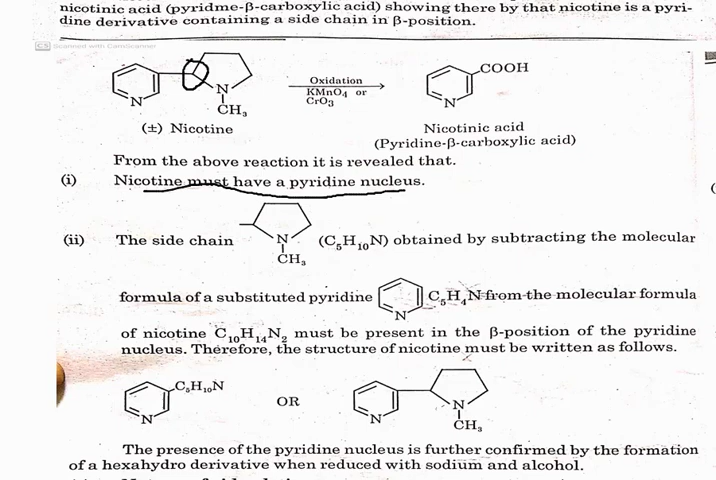 nicotinic acid (pyridme-β-carboxylic acid) showing there by that nicotine is a pyri-
dine derivative containing a side chain in β-position.
CS Scanned with CamScanner
N
N
CH₃
(±) Nicotine
Oxidation
KMnO₄ or
CrO₃
COOH
N
Nicotinic acid
(Pyridine-β-carboxylic acid)
From the above reaction it is revealed that.
(i) Nicotine must have a pyridine nucleus.
(ii) The side chain N CH₃ (C₅H₁₀N) obtained by subtracting the molecular
formula of a substituted pyridine N C₅H₄N from the molecular formula
of nicotine C₁₀H₁₄N₂ must be present in the β-position of the pyridine
nucleus. Therefore, the structure of nicotine must be written as follows.
C₅H₁₀N
N
OR
N
N
CH₃
The presence of the pyridine nucleus is further confirmed by the formation
of a hexahydro derivative when reduced with sodium and alcohol.